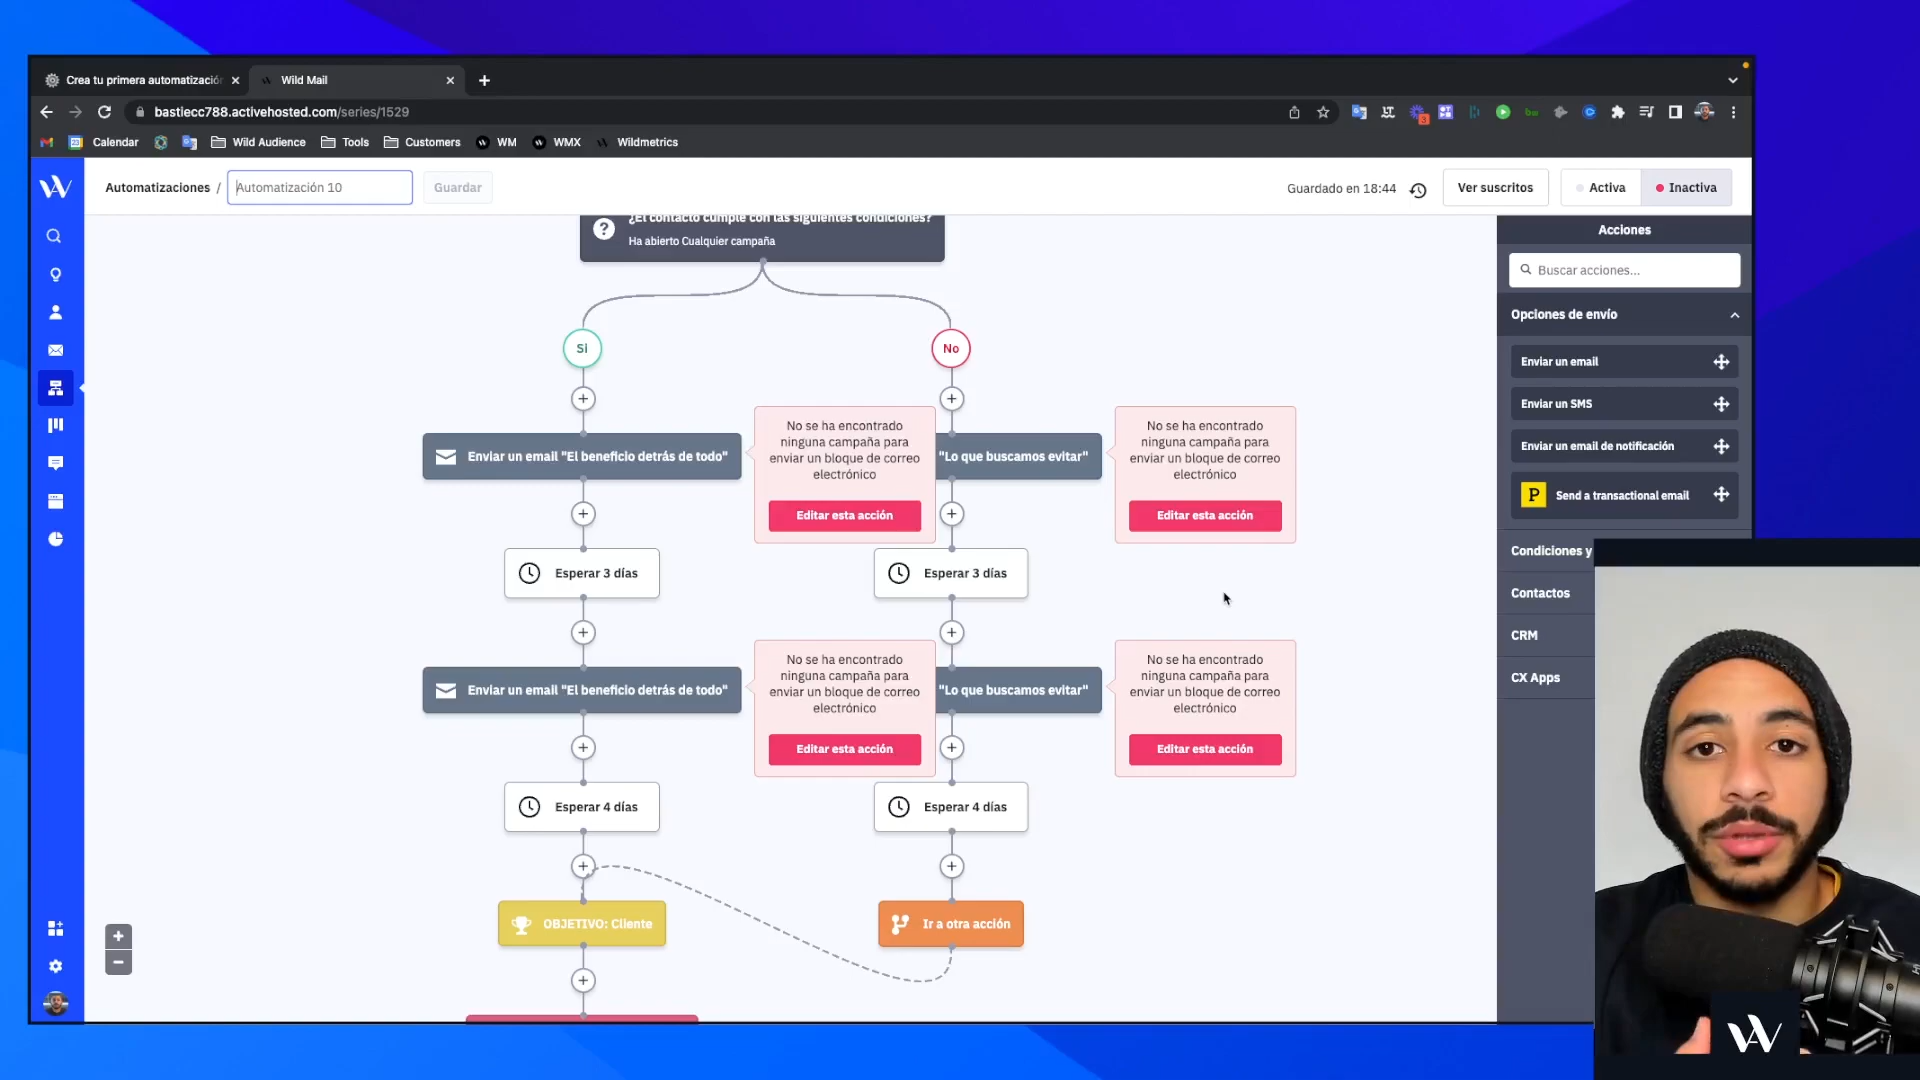 Crea tu primera automatizació
Wild Mail
bastiecc788.activehosted.com/series/1529
Calendar
Wild Audience
Tools
Customers
WM
WMX
Wildmetrics
Automatizaciones /
Automatización 10
Guardar
Guardado en 18:44
Ver suscritos
Activa
Inactiva
¿El contacto cumple con las siguientes condiciones?
Ha abierto Cualquier campaña
Si
No
Enviar un email "El beneficio detrás de todo"
No se ha encontrado
ninguna campaña para
enviar un bloque de correo
electrónico
Editar esta acción
"Lo que buscamos evitar"
No se ha encontrado
ninguna campaña para
enviar un bloque de correo
electrónico
Editar esta acción
Esperar 3 días
Esperar 3 días
Enviar un email "El beneficio detrás de todo"
No se ha encontrado
ninguna campaña para
enviar un bloque de correo
electrónico
Editar esta acción
"Lo que buscamos evitar"
No se ha encontrado
ninguna campaña para
enviar un bloque de correo
electrónico
Editar esta acción
Esperar 4 días
Esperar 4 días
OBJETIVO: Cliente
Ir a otra acción
Acciones
Buscar acciones...
Opciones de envío
Enviar un email
Enviar un SMS
Enviar un email de notificación
P Send a transactional email
Condiciones y
Contactos
CRM
CX Apps